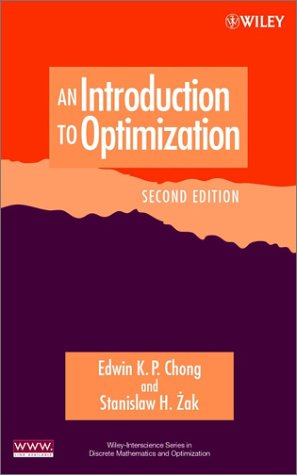 WILEY
AN Introduction
TO Optimization
SECOND EDITION
Edwin K. P. Chong
and
Stanislaw H. Żak
WWW.
Wiley-Interscience Series in
Discrete Mathematics and Optimization